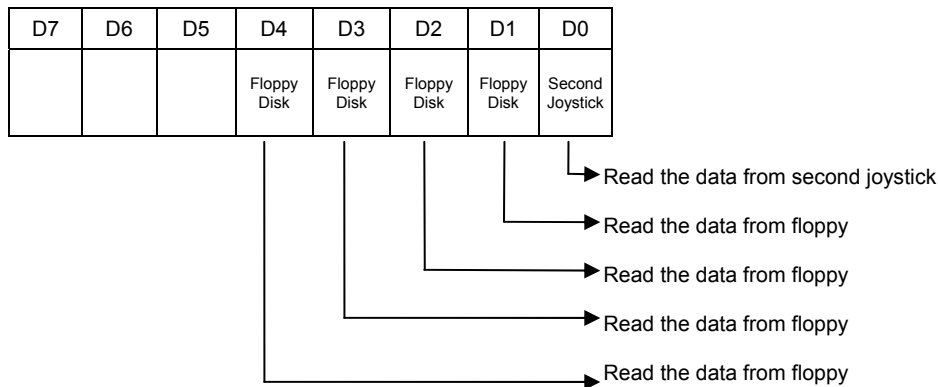 D7 D6 D5 D4 D3 D2 D1 D0
Floppy Floppy Floppy Floppy Second
Disk Disk Disk Disk Joystick
Read the data from second joystick
Read the data from floppy
Read the data from floppy
Read the data from floppy
Read the data from floppy